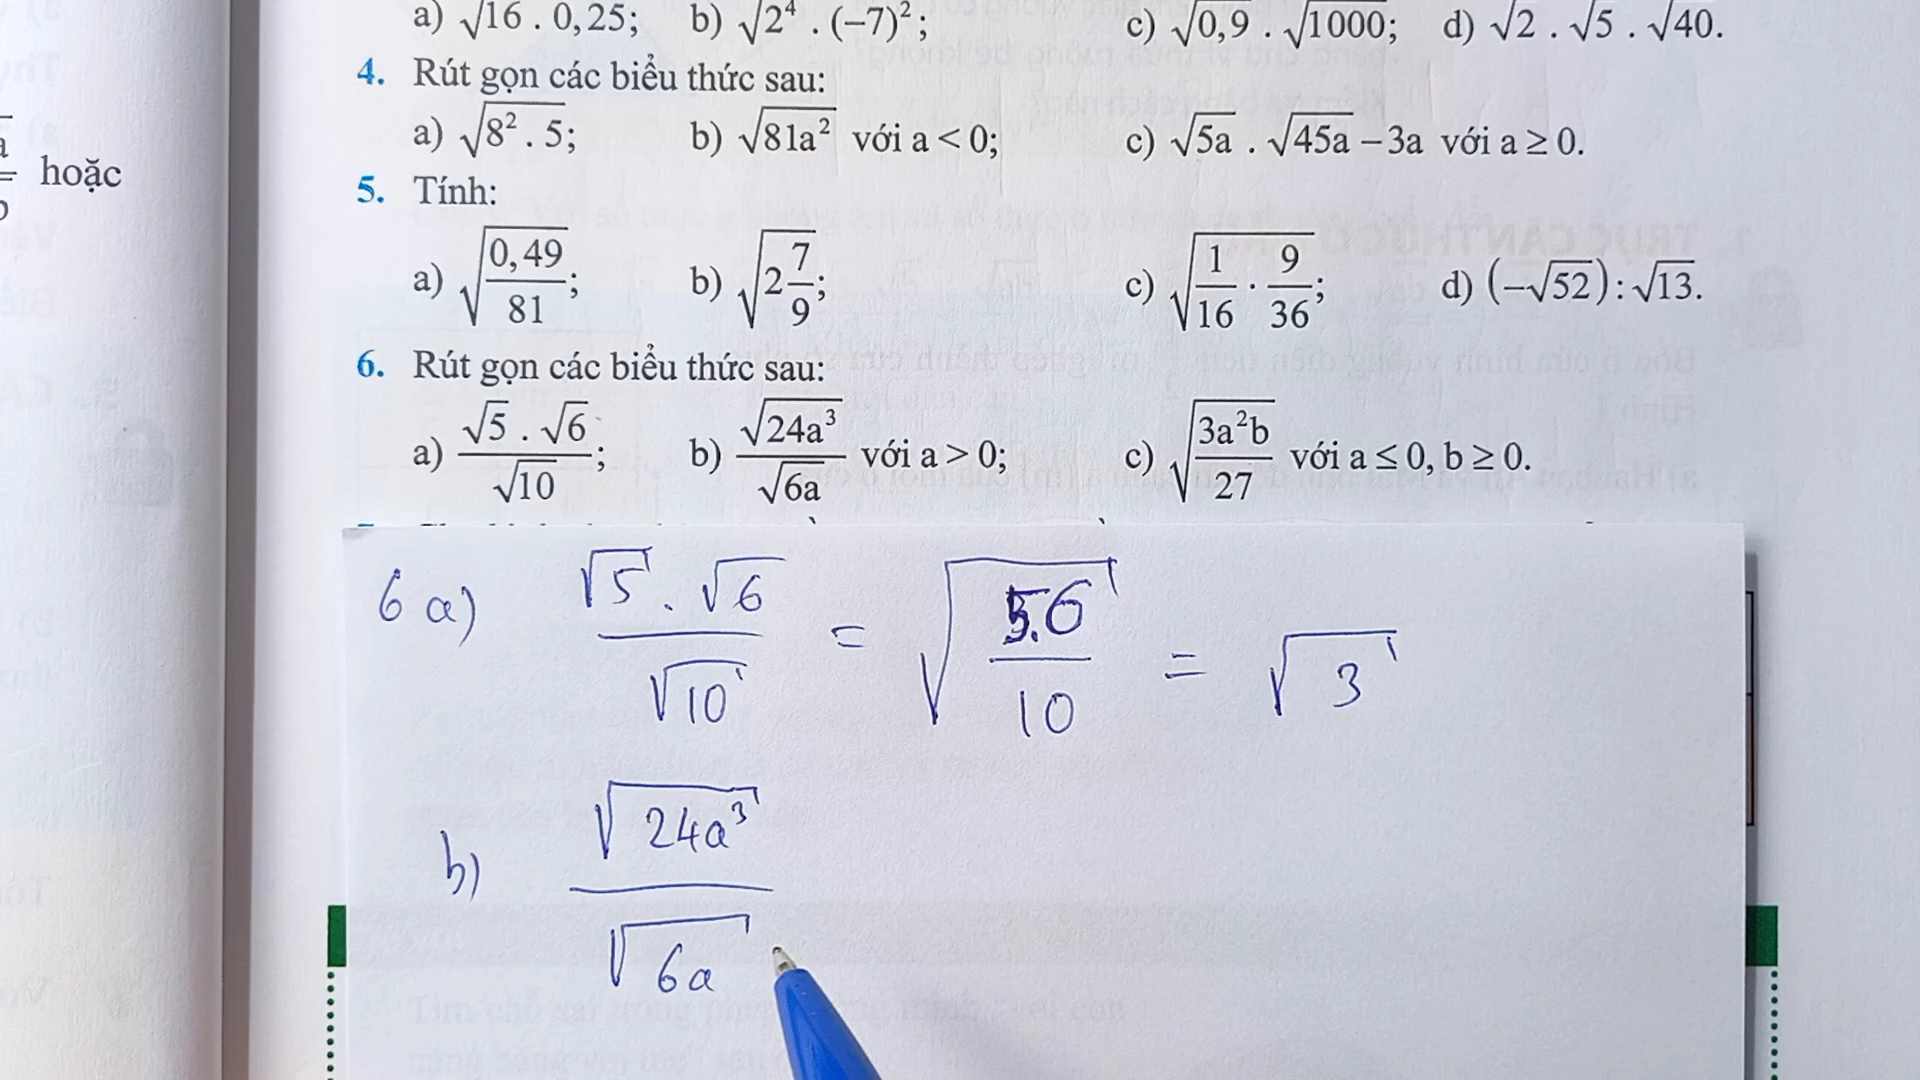 a) √16 . 0,25; b) √2⁴ . (−7)²; c) √0,9 . √1000; d) √2 . √5 . √40.
4. Rút gọn các biểu thức sau:
a) √8² . 5; b) √81a² với a < 0; c) √5a . √45a − 3a với a ≥ 0.
hoặc
5. Tính:
a) √(0,49/81); b) √(2 7/9); c) √(1/16 · 9/36); d) (−√52) : √13.
6. Rút gọn các biểu thức sau:
a) (√5 . √6)/√10; b) √24a³/√6a với a > 0; c) √(3a²b/27) với a ≤ 0, b ≥ 0.
6 a) (√5 . √6)/√10 = √(5.6/10) = √3
b) √24a³/√6a